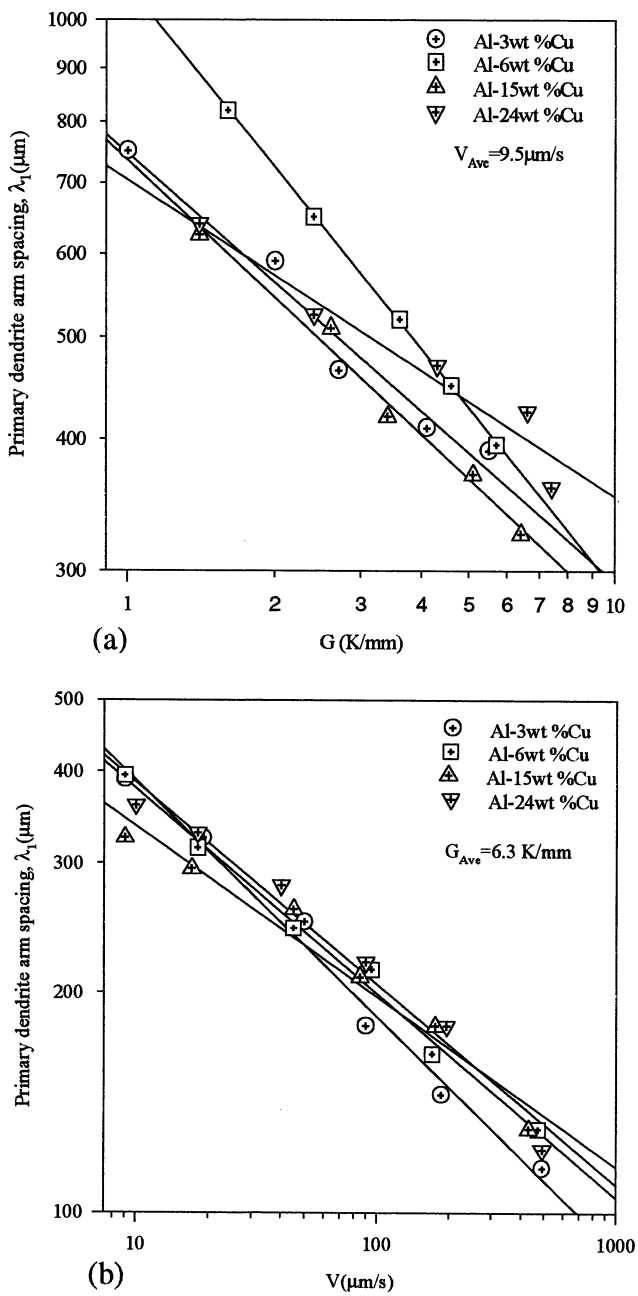 1000
900
800
700
600
500
400
300
Primary dendrite arm spacing, λ₁(μm)
Al-3wt %Cu
Al-6wt %Cu
Al-15wt %Cu
Al-24wt %Cu
V_Ave=9.5μm/s
1 2 3 4 5 6 7 8 9 10
(a)
G (K/mm)
500
400
300
200
100
Primary dendrite arm spacing, λ₁(μm)
Al-3wt %Cu
Al-6wt %Cu
Al-15wt %Cu
Al-24wt %Cu
G_Ave=6.3 K/mm
10 100 1000
(b)
V(μm/s)